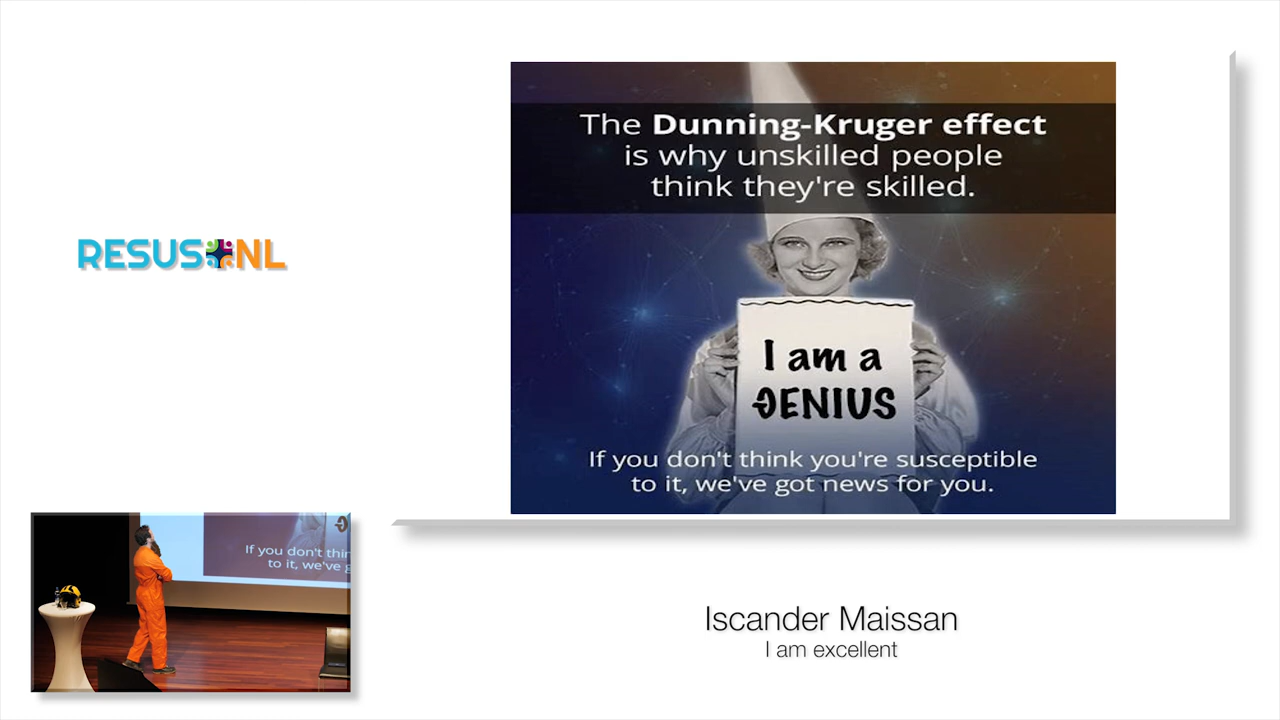 The Dunning-Kruger effect
is why unskilled people
think they're skilled.
RESUS NL
I am a
GENIUS
If you don't think you're susceptible
to it, we've got news for you.
If you don't thin
to it, we've g
Iscander Maissan
I am excellent